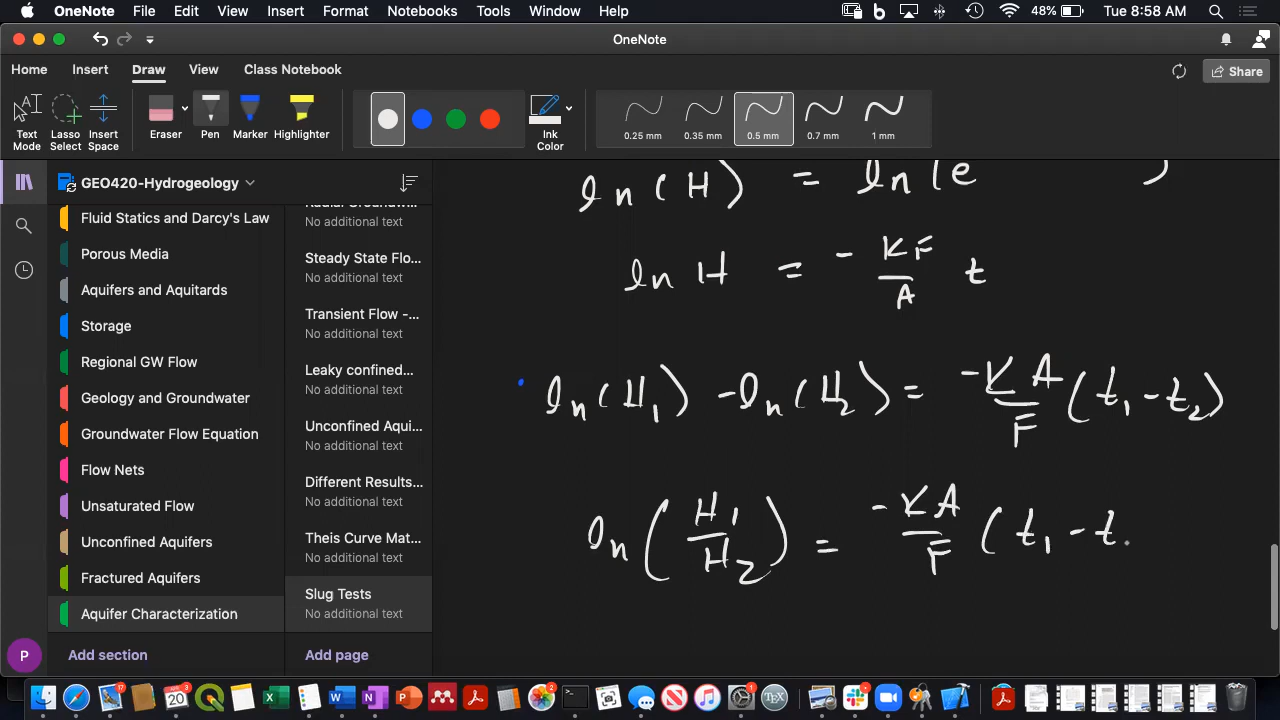 OneNote File Edit View Insert Format Notebooks Tools Window Help 48% Tue 8:58 AM
OneNote
Home Insert Draw View Class Notebook Share
Text Mode Lasso Select Insert Space Eraser Pen Marker Highlighter Ink Color 0.25 mm 0.35 mm 0.5 mm 0.7 mm 1 mm
GEO420-Hydrogeology
Fluid Statics and Darcy's Law
Porous Media
Aquifers and Aquitards
Storage
Regional GW Flow
Geology and Groundwater
Groundwater Flow Equation
Flow Nets
Unsaturated Flow
Unconfined Aquifers
Fractured Aquifers
Aquifer Characterization
Add section
No additional text
Steady State Flo...
No additional text
Transient Flow -...
No additional text
Leaky confined...
No additional text
Unconfined Aqui...
No additional text
Different Results...
No additional text
Theis Curve Mat...
No additional text
Slug Tests
No additional text
Add page
ln(H) = ln(e )
ln H = -KF/A t
ln(H₁) - ln(H₂) = -KA/F (t₁ - t₂)
ln(H₁/H₂) = -KA/F (t₁ - t
P